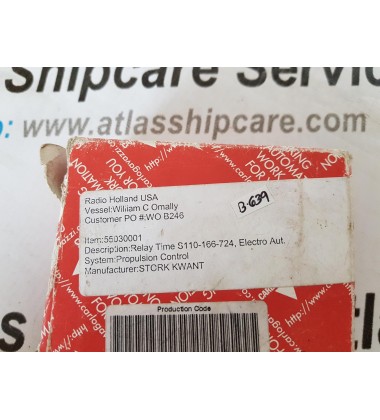 Shipcare Servic
: www.atlasshipcare.com
Radio Holland USA
Vessel:William C Omally
Customer PO #:WO B246
B-639
Item:55030001
Description:Relay Time S110-166-724, Electro Aut.
System:Propulsion Control
Manufacturer:STORK KWANT
Production Code